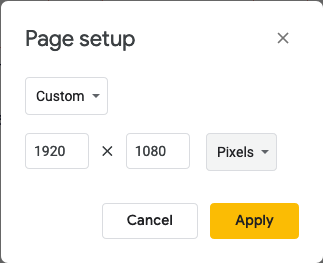 Page setup
Custom
1920 × 1080 Pixels
Cancel Apply